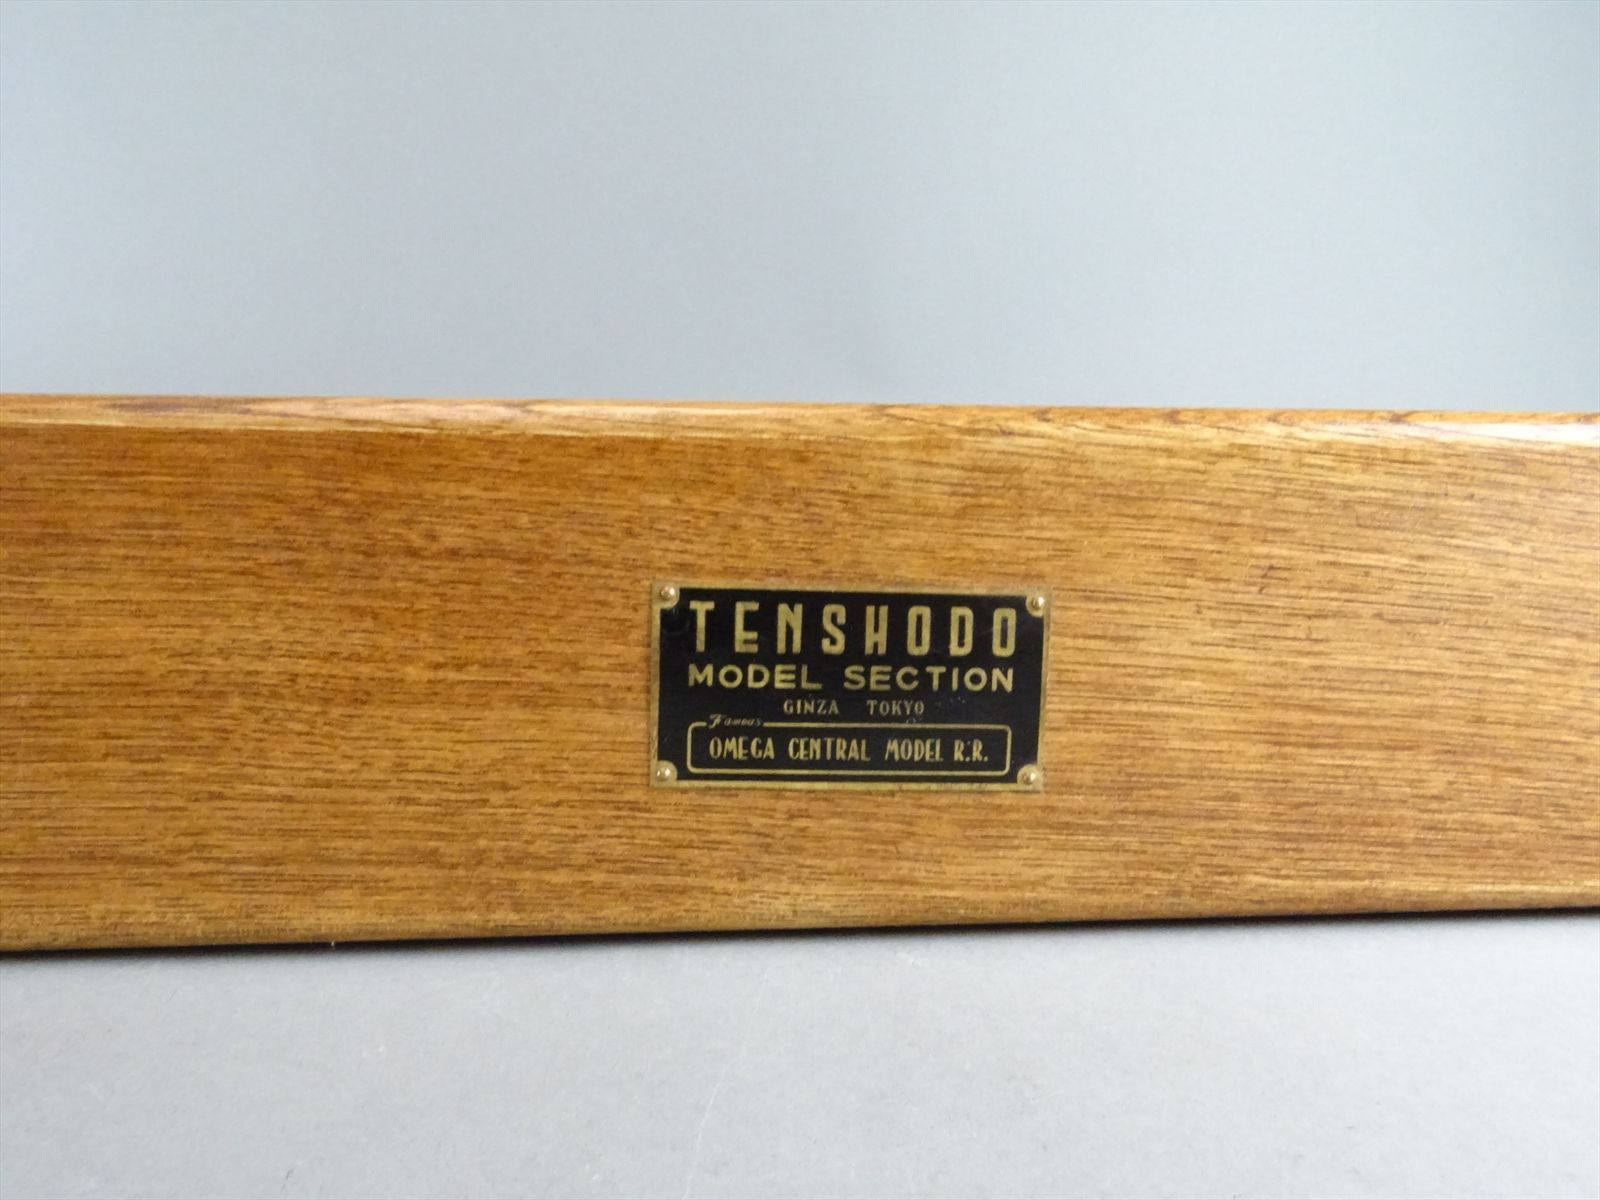 TENSHODO
MODEL SECTION
GINZA TOKYO
Famous
OMEGA CENTRAL MODEL R.R.